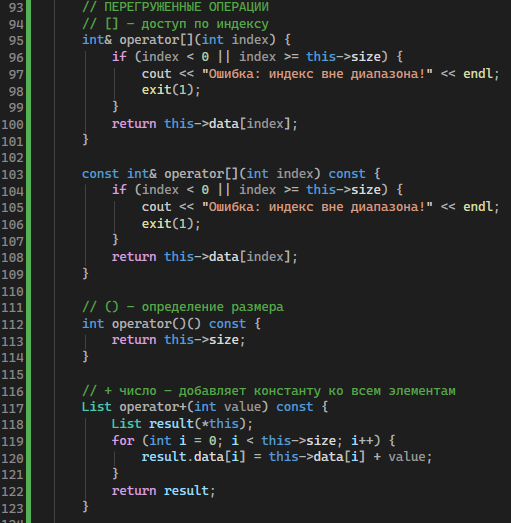 93 // ПЕРЕГРУЖЕННЫЕ ОПЕРАЦИИ
94 // [] — доступ по индексу
95 int& operator[](int index) {
96 if (index < 0 || index >= this->size) {
97 cout << "Ошибка: индекс вне диапазона!" << endl;
98 exit(1);
99 }
100 return this->data[index];
101 }
102
103 const int& operator[](int index) const {
104 if (index < 0 || index >= this->size) {
105 cout << "Ошибка: индекс вне диапазона!" << endl;
106 exit(1);
107 }
108 return this->data[index];
109 }
110
111 // () — определение размера
112 int operator()() const {
113 return this->size;
114 }
115
116 // + число — добавляет константу ко всем элементам
117 List operator+(int value) const {
118 List result(*this);
119 for (int i = 0; i < this->size; i++) {
120 result.data[i] = this->data[i] + value;
121 }
122 return result;
123 }